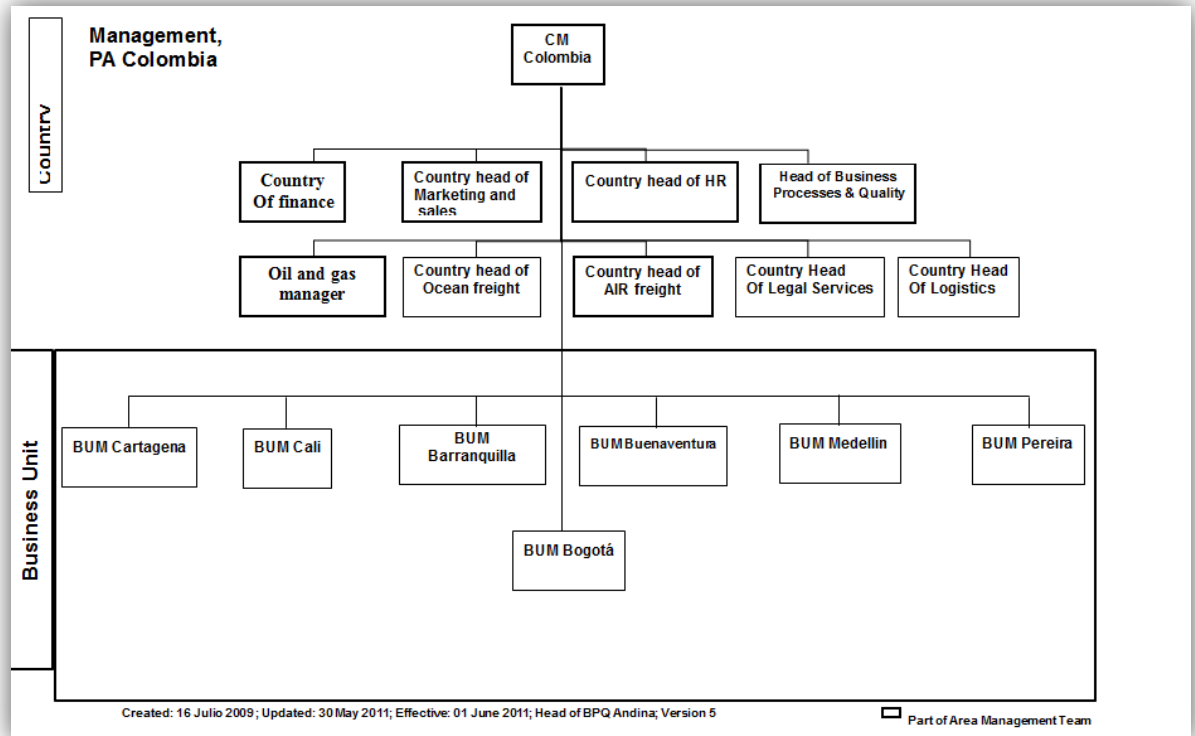 Country
Management,
PA Colombia
CM
Colombia
Country
Of finance
Country head of
Marketing and
sales
Country head of HR
Head of Business
Processes & Quality
Oil and gas
manager
Country head of
Ocean freight
Country head of
AIR freight
Country Head
Of Legal Services
Country Head
Of Logistics
Business Unit
BUM Cartagena
BUM Cali
BUM
Barranquilla
BUM Buenaventura
BUM Medellin
BUM Pereira
BUM Bogotá
Created: 16 Julio 2009; Updated: 30 May 2011; Effective: 01 June 2011; Head of BPQ Andina; Version 5
Part of Area Management Team